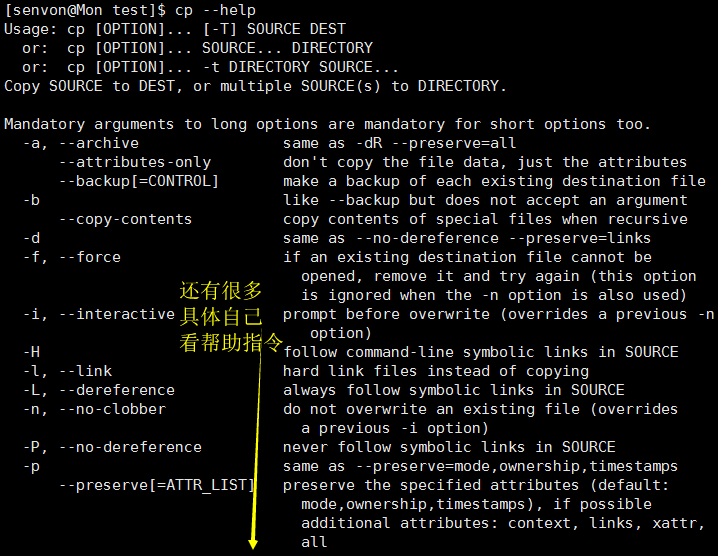 [senvon@Mon test]$ cp --help
Usage: cp [OPTION]... [-T] SOURCE DEST
or: cp [OPTION]... SOURCE... DIRECTORY
or: cp [OPTION]... -t DIRECTORY SOURCE...
Copy SOURCE to DEST, or multiple SOURCE(s) to DIRECTORY.
Mandatory arguments to long options are mandatory for short options too.
-a, --archive same as -dR --preserve=all
--attributes-only don't copy the file data, just the attributes
--backup[=CONTROL] make a backup of each existing destination file
-b like --backup but does not accept an argument
--copy-contents copy contents of special files when recursive
-d same as --no-dereference --preserve=links
-f, --force if an existing destination file cannot be
opened, remove it and try again (this option
is ignored when the -n option is also used)
-i, --interactive prompt before overwrite (overrides a previous -n
option)
-H follow command-line symbolic links in SOURCE
-l, --link hard link files instead of copying
-L, --dereference always follow symbolic links in SOURCE
-n, --no-clobber do not overwrite an existing file (overrides
a previous -i option)
-P, --no-dereference never follow symbolic links in SOURCE
-p same as --preserve=mode,ownership,timestamps
--preserve[=ATTR_LIST] preserve the specified attributes (default:
mode,ownership,timestamps), if possible
additional attributes: context, links, xattr,
all
还有很多
具体自己
看帮助指令